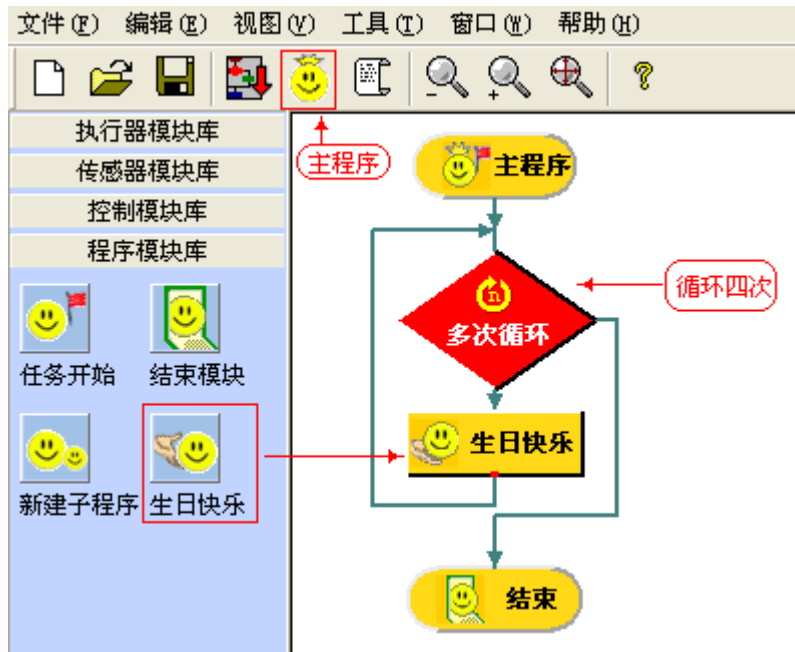 文件(F) 编辑(E) 视图(V) 工具(T) 窗口(W) 帮助(H)
执行器模块库
传感器模块库
控制模块库
程序模块库
任务开始 结束模块
新建子程序 生日快乐
主程序
主程序
n
多次循环
循环四次
生日快乐
结束